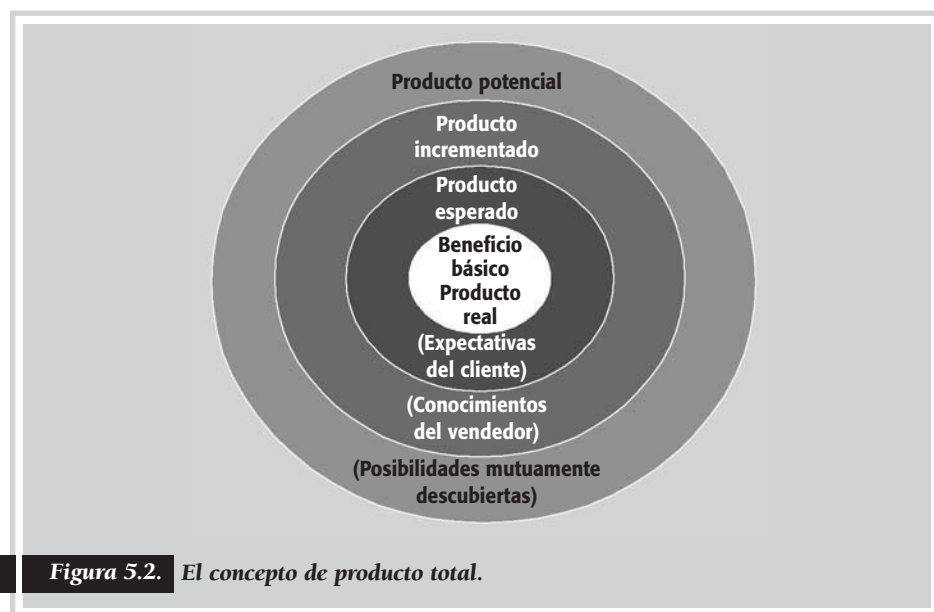 Producto potencial
Producto
incrementado
Producto
esperado
Beneficio
básico
Producto
real
(Expectativas
del cliente)
(Conocimientos
del vendedor)
(Posibilidades mutuamente
descubiertas)
Figura 5.2. El concepto de producto total.